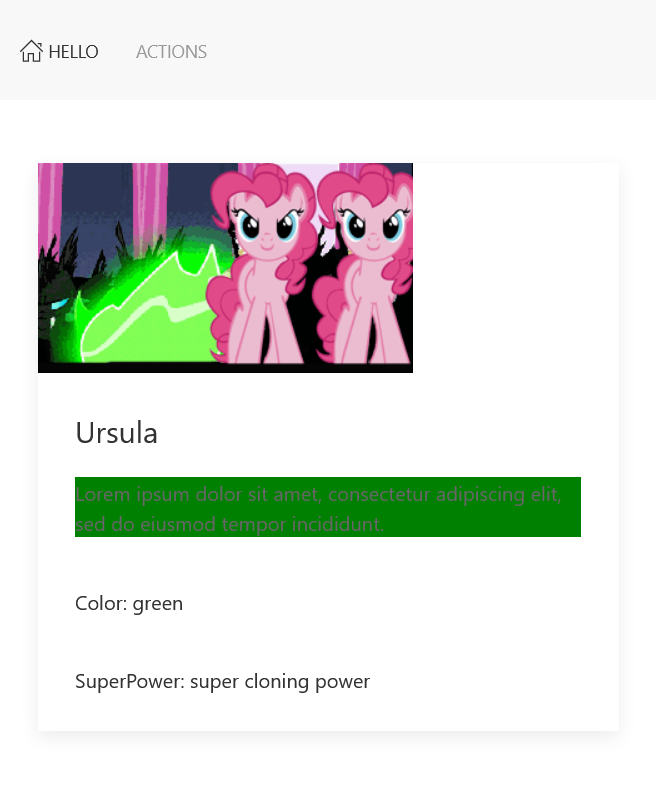 HELLO
ACTIONS
Ursula
Lorem ipsum dolor sit amet, consectetur adipiscing elit,
sed do eiusmod tempor incididunt.
Color: green
SuperPower: super cloning power